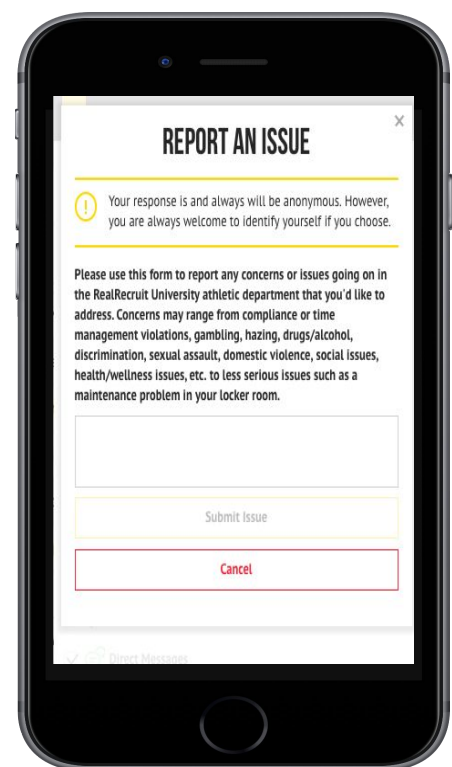 X
REPORT AN ISSUE
! Your response is and always will be anonymous. However,
you are always welcome to identify yourself if you choose.
Please use this form to report any concerns or issues going on in
the RealRecruit University athletic department that you'd like to
address. Concerns may range from compliance or time
management violations, gambling, hazing, drugs/alcohol,
discrimination, sexual assault, domestic violence, social issues,
health/wellness issues, etc. to less serious issues such as a
maintenance problem in your locker room.
Submit Issue
Cancel
Direct Messages